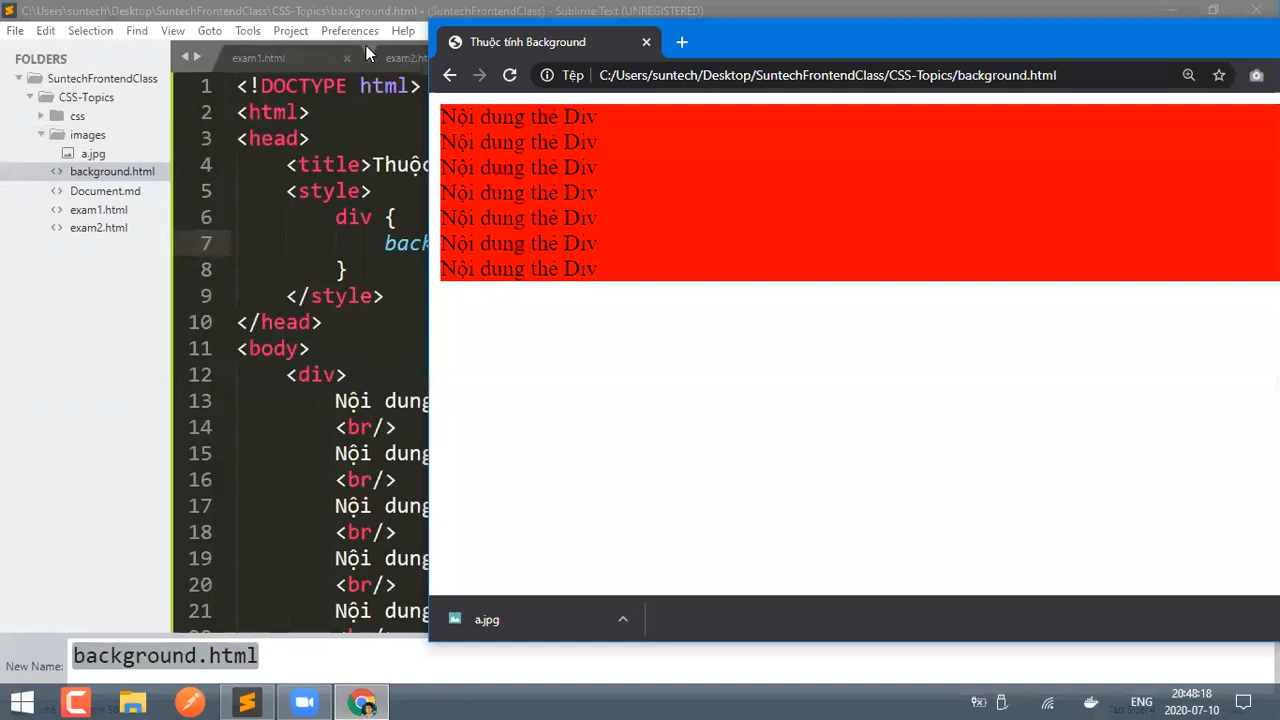 C:\Users\suntech\Desktop\SuntechFrontendClass\CSS-Topics\background.html • (SuntechFrontendClass) - Sublime Text (UNREGISTERED)
File Edit Selection Find View Goto Tools Project Preferences Help
FOLDERS
SuntechFrontendClass
CSS-Topics
css
images
a.jpg
background.html
Document.md
exam1.html
exam2.html
exam1.html × exam2.ht
1 <!DOCTYPE html>
2 <html>
3 <head>
4 <title>Thuộc
5 <style>
6 div {
7 back
8 }
9 </style>
10 </head>
11 <body>
12 <div>
13 Nội dung
14 <br/>
15 Nội dung
16 <br/>
17 Nội dung
18 <br/>
19 Nội dung
20 <br/>
21 Nội dung
New Name: background.html
Thuộc tính Background
Tệp C:/Users/suntech/Desktop/SuntechFrontendClass/CSS-Topics/background.html
Nội dung thẻ Div
Nội dung thẻ Div
Nội dung thẻ Div
Nội dung thẻ Div
Nội dung thẻ Div
Nội dung thẻ Div
Nội dung thẻ Div
a.jpg
ENG
20:48:18
2020-07-10